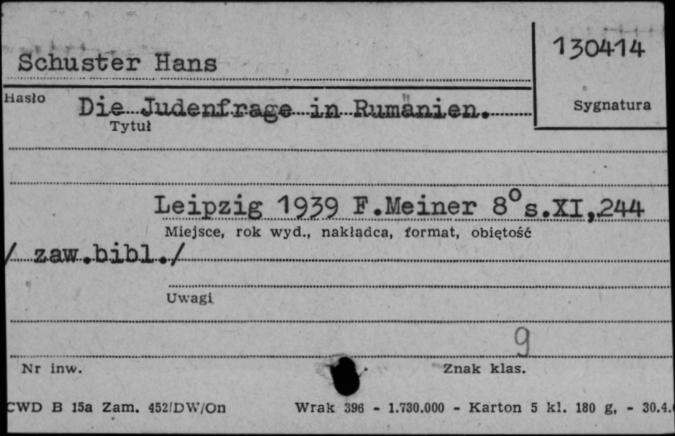 Schuster Hans
130414
Hasło
Die Judenfrage in Rumänien.
Sygnatura
Tytuł
Leipzig 1939 F.Meiner 8° s.XI,244
Miejsce, rok wyd., nakładca, format, obiętość
/ zaw.bibl./
Uwagi
9
Nr inw.
Znak klas.
CWD B 15a Zam. 452/DW/On
Wrak 396 - 1.730.000 - Karton 5 kl. 180 g, - 30.4.